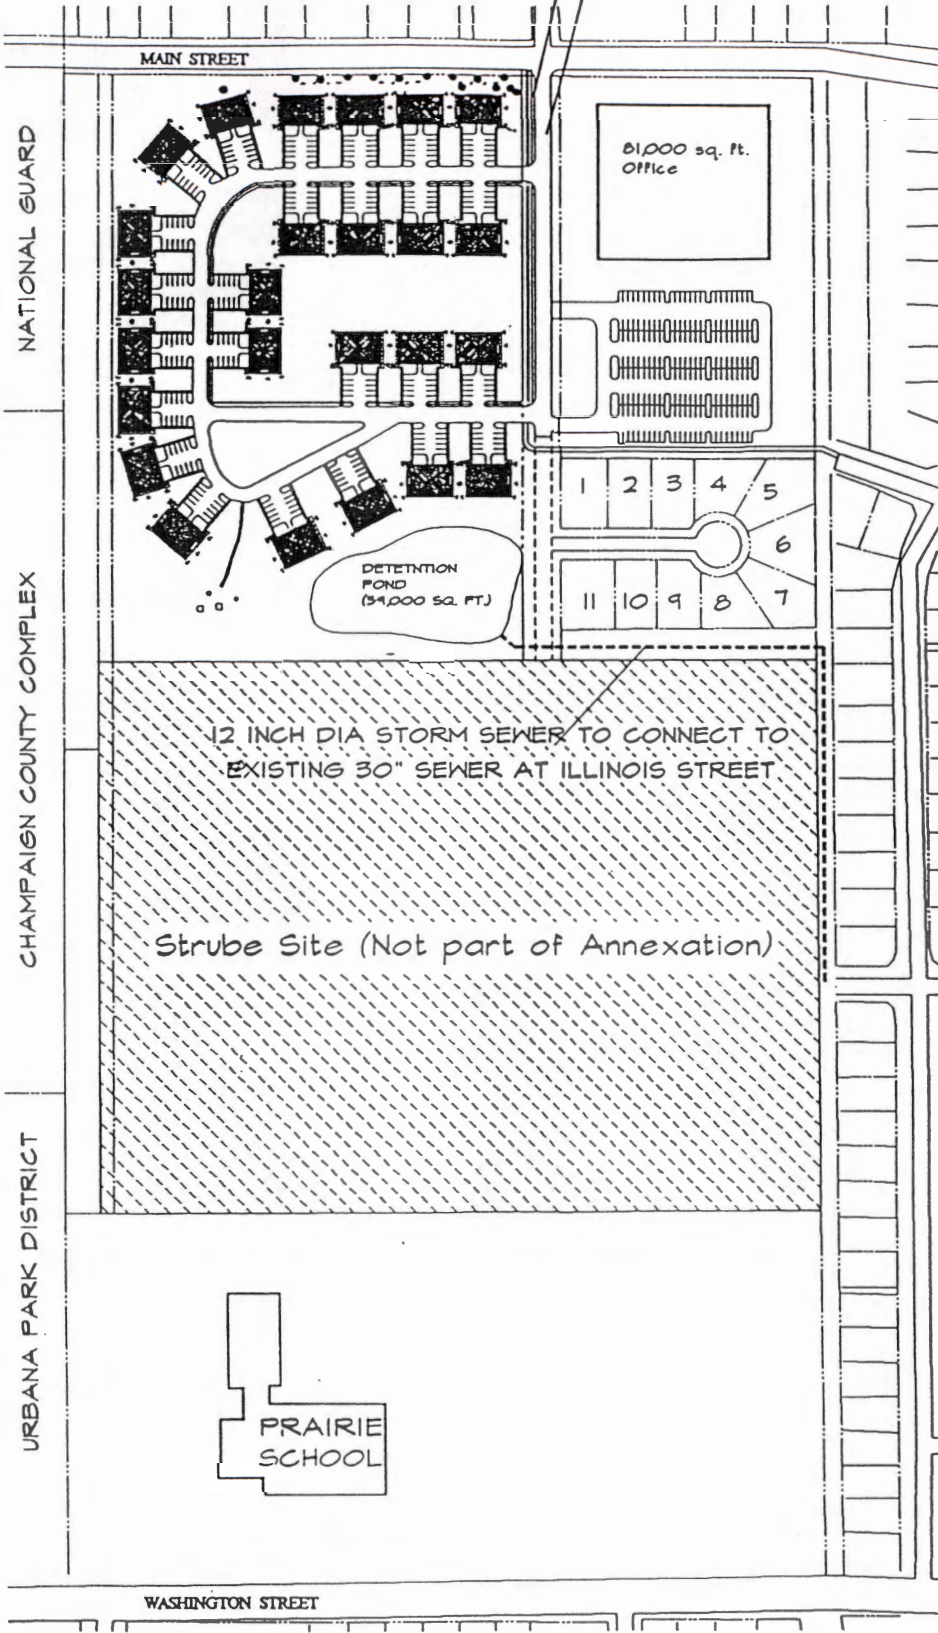 MAIN STREET
NATIONAL GUARD
81,000 sq. ft.
Office
1 2 3 4 5
6
11 10 9 8 7
DETETNTION
POND
(39,000 SQ. FT.)
CHAMPAIGN COUNTY COMPLEX
12 INCH DIA STORM SEWER TO CONNECT TO
EXISTING 30" SEWER AT ILLINOIS STREET
Strube Site (Not part of Annexation)
URBANA PARK DISTRICT
PRAIRIE
SCHOOL
WASHINGTON STREET